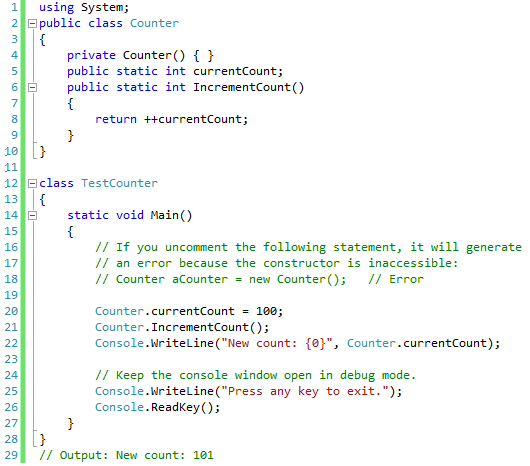 1 using System;
2 public class Counter
3 {
4     private Counter() { }
5     public static int currentCount;
6     public static int IncrementCount()
7     {
8         return ++currentCount;
9     }
10 }
11
12 class TestCounter
13 {
14     static void Main()
15     {
16         // If you uncomment the following statement, it will generate
17         // an error because the constructor is inaccessible:
18         // Counter aCounter = new Counter();   // Error
19
20         Counter.currentCount = 100;
21         Counter.IncrementCount();
22         Console.WriteLine("New count: {0}", Counter.currentCount);
23
24         // Keep the console window open in debug mode.
25         Console.WriteLine("Press any key to exit.");
26         Console.ReadKey();
27     }
28 }
29 // Output: New count: 101